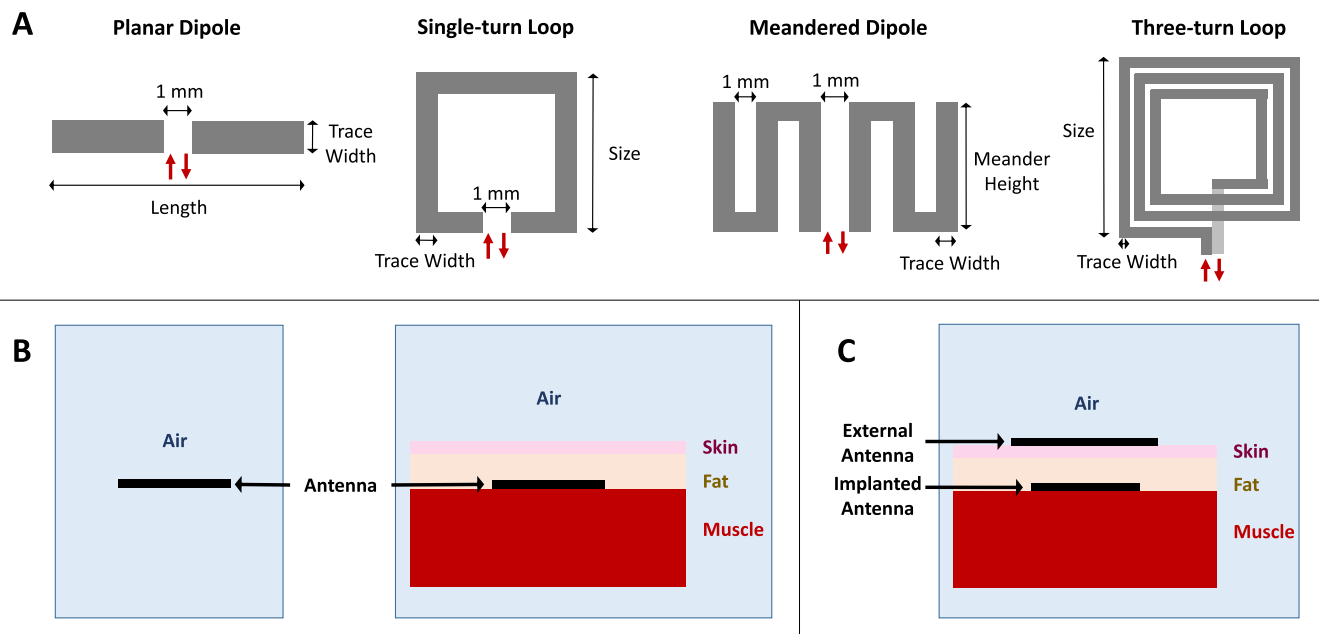 A
Planar Dipole
Single-turn Loop
Meandered Dipole
Three-turn Loop
1 mm
Trace
Width
Length
1 mm
Size
Trace Width
1 mm
1 mm
Meander
Height
Trace Width
Size
Trace Width
B
Air
Antenna
Air
Skin
Fat
Muscle
C
Air
External
Antenna
Implanted
Antenna
Skin
Fat
Muscle